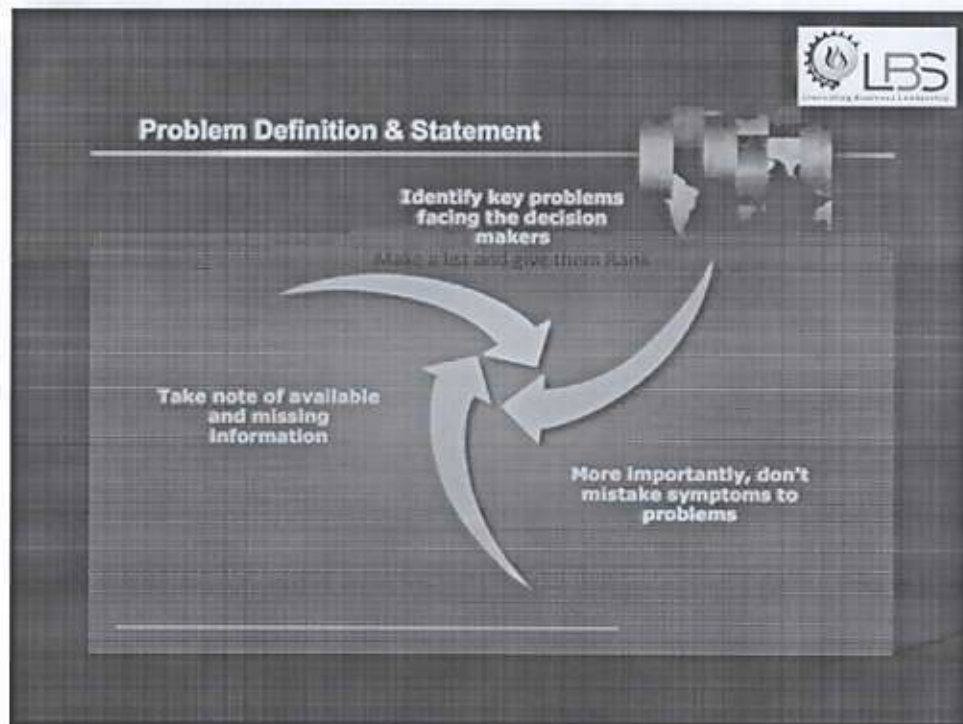 LBS
Problem Definition & Statement
Identify key problems
facing the decision
makers
Make a list and give them Rank
Take note of available
and missing
information
More importantly, don't
mistake symptoms to
problems